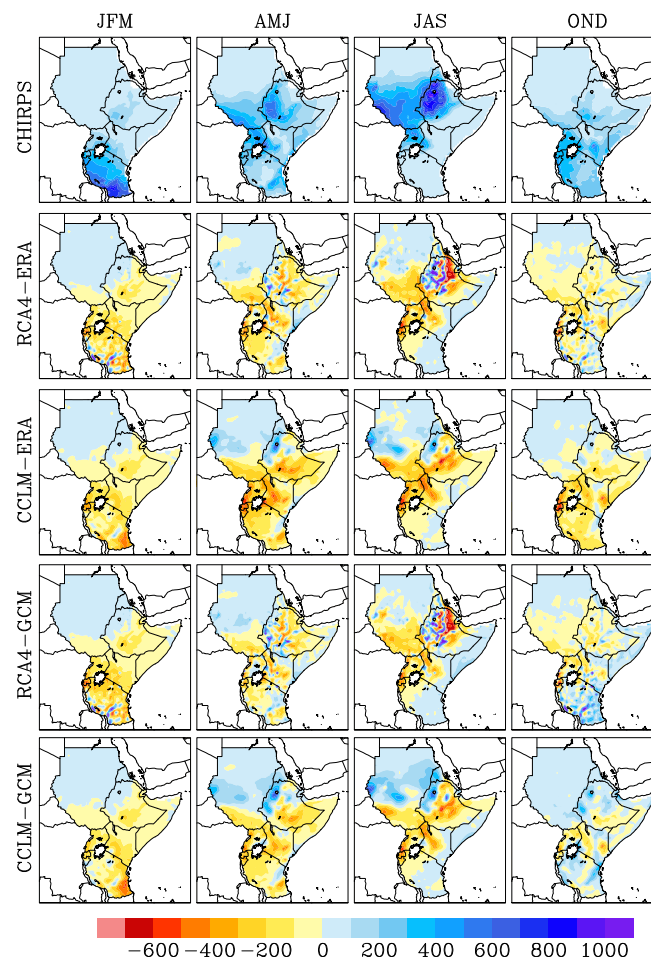 JFM AMJ JAS OND
CHIRPS
RCA4-ERA
CCLM-ERA
RCA4-GCM
CCLM-GCM
-600 -400 -200 0 200 400 600 800 1000